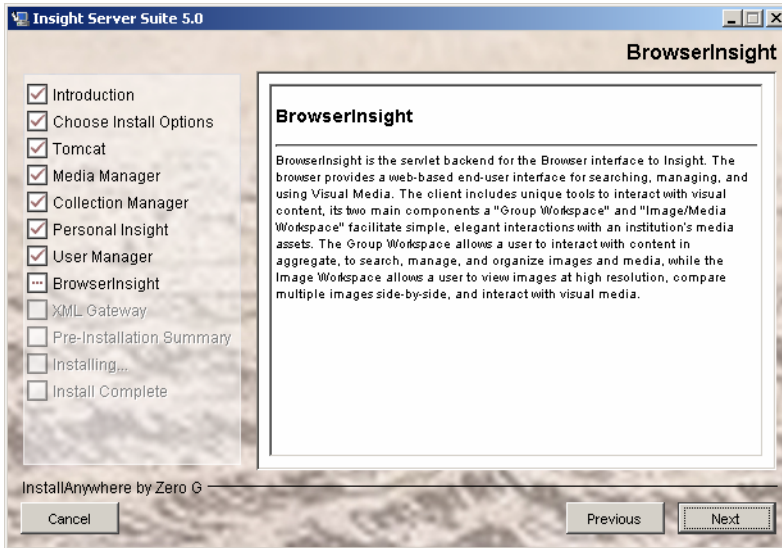 Insight Server Suite 5.0
BrowserInsight
Introduction
Choose Install Options
Tomcat
Media Manager
Collection Manager
Personal Insight
User Manager
BrowserInsight
XML Gateway
Pre-Installation Summary
Installing...
Install Complete
BrowserInsight
BrowserInsight is the servlet backend for the Browser interface to Insight. The
browser provides a web-based end-user interface for searching, managing, and
using Visual Media. The client includes unique tools to interact with visual
content, its two main components a "Group Workspace" and "Image/Media
Workspace" facilitate simple, elegant interactions with an institution's media
assets. The Group Workspace allows a user to interact with content in
aggregate, to search, manage, and organize images and media, while the
Image Workspace allows a user to view images at high resolution, compare
multiple images side-by-side, and interact with visual media.
InstallAnywhere by Zero G
Cancel
Previous
Next